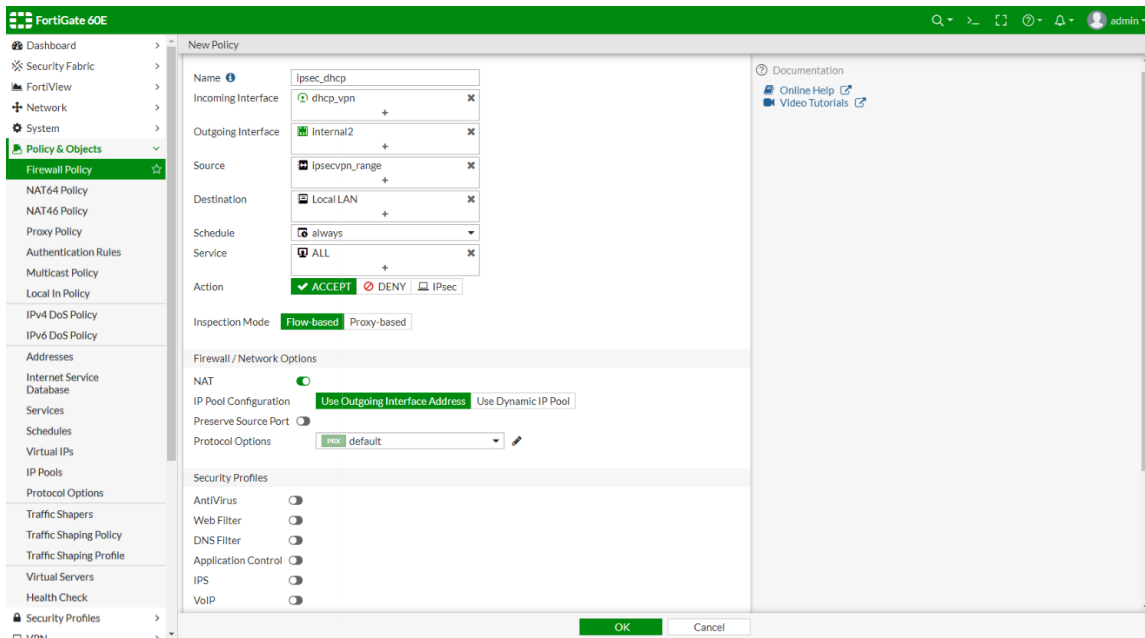 FortiGate 60E
admin
Dashboard
Security Fabric
FortiView
Network
System
Policy & Objects
Firewall Policy
NAT64 Policy
NAT46 Policy
Proxy Policy
Authentication Rules
Multicast Policy
Local In Policy
IPv4 DoS Policy
IPv6 DoS Policy
Addresses
Internet Service
Database
Services
Schedules
Virtual IPs
IP Pools
Protocol Options
Traffic Shapers
Traffic Shaping Policy
Traffic Shaping Profile
Virtual Servers
Health Check
Security Profiles
VPN
New Policy
Name ipsec_dhcp
Incoming Interface dhcp_vpn
+
Outgoing Interface internal2
+
Source ipsecvpn_range
+
Destination Local LAN
+
Schedule always
Service ALL
+
Action ACCEPT DENY IPsec
Inspection Mode Flow-based Proxy-based
Firewall / Network Options
NAT
IP Pool Configuration Use Outgoing Interface Address Use Dynamic IP Pool
Preserve Source Port
Protocol Options PRX default
Security Profiles
AntiVirus
Web Filter
DNS Filter
Application Control
IPS
VoIP
OK Cancel
Documentation
Online Help
Video Tutorials